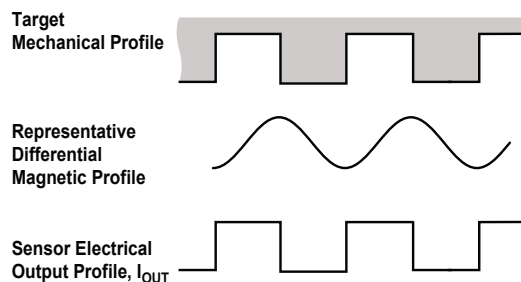 Target
Mechanical Profile
Representative
Differential
Magnetic Profile
Sensor Electrical
Output Profile, IOUT